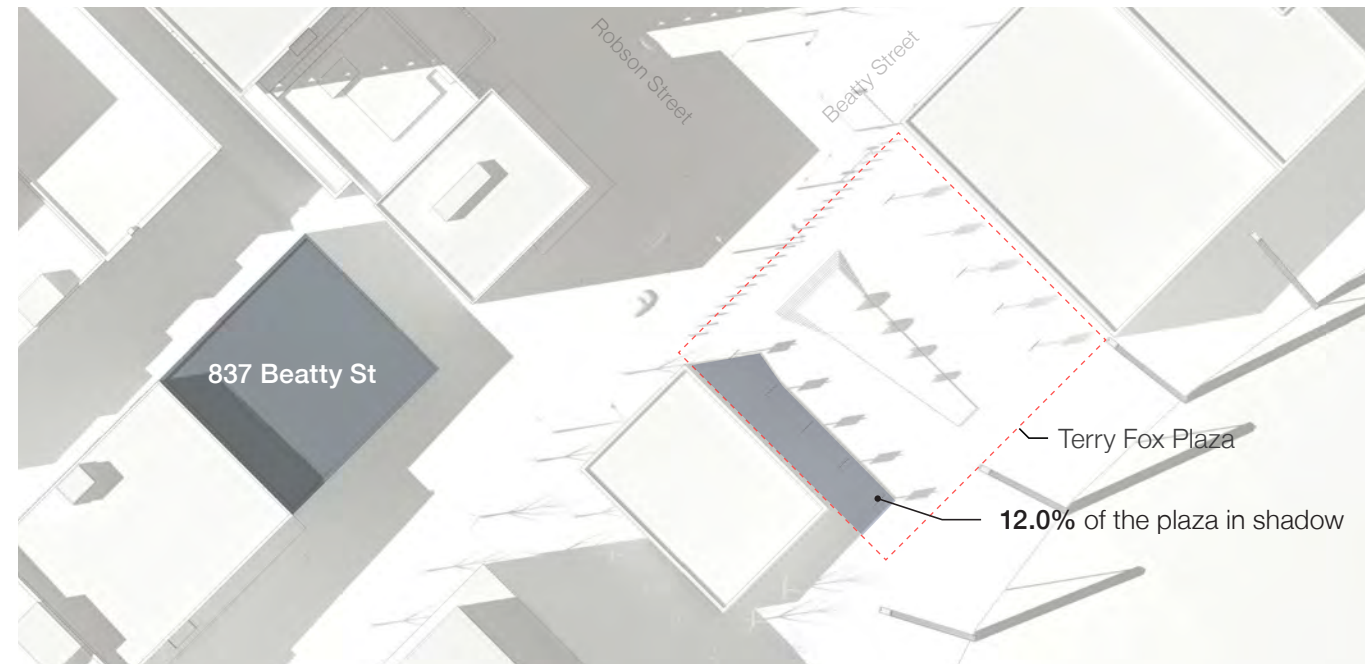 Robson Street
Beatty Street
837 Beatty St
Terry Fox Plaza
12.0% of the plaza in shadow